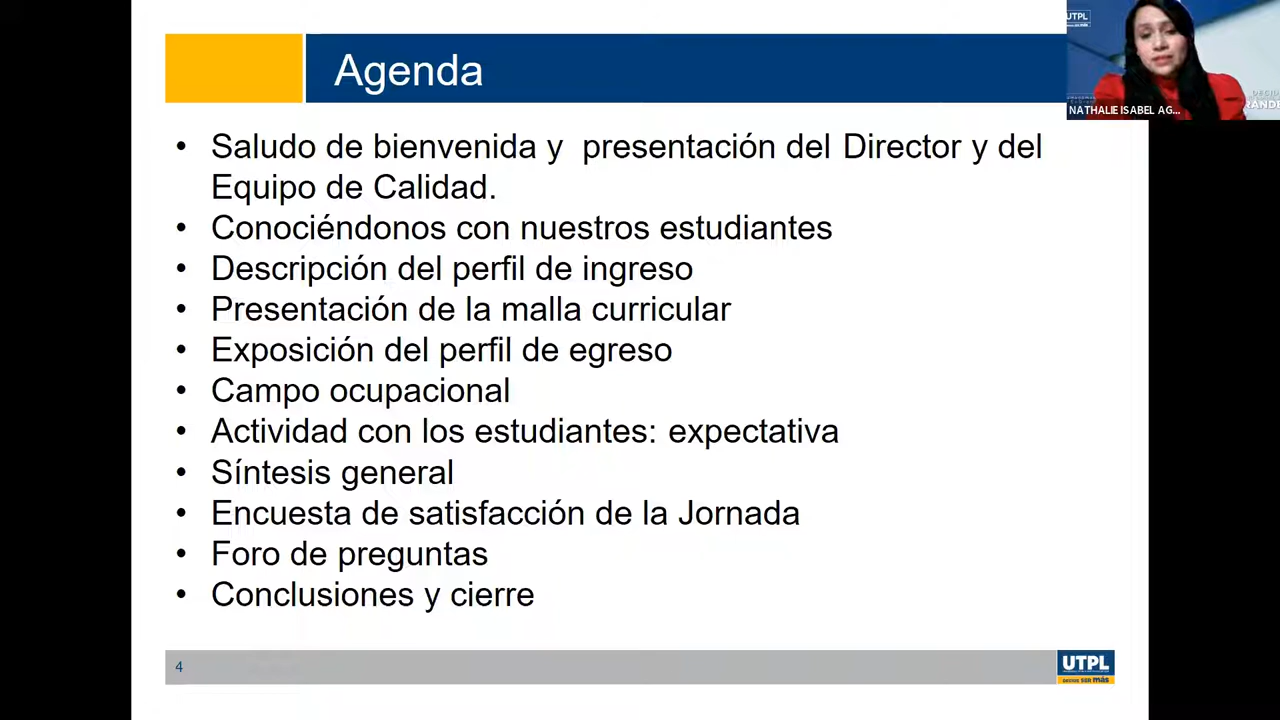 Agenda
UTPL
NATHALIE ISABEL AG...
• Saludo de bienvenida y presentación del Director y del
Equipo de Calidad.
• Conociéndonos con nuestros estudiantes
• Descripción del perfil de ingreso
• Presentación de la malla curricular
• Exposición del perfil de egreso
• Campo ocupacional
• Actividad con los estudiantes: expectativa
• Síntesis general
• Encuesta de satisfacción de la Jornada
• Foro de preguntas
• Conclusiones y cierre
4
UTPL
DECIDE SER más